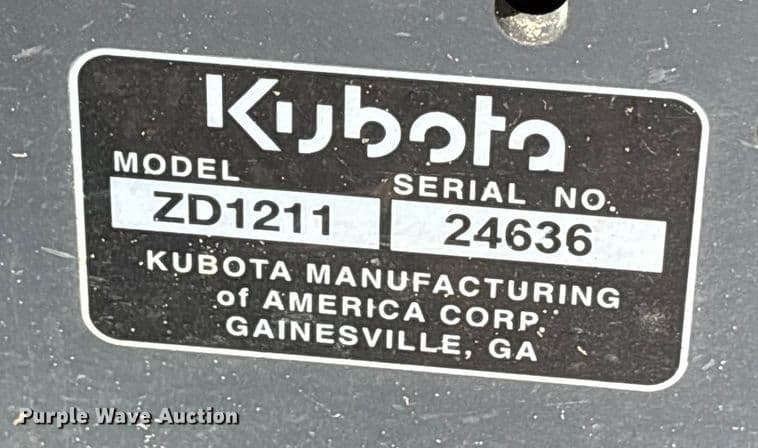 Kubota
MODEL
SERIAL NO.
ZD1211
24636
KUBOTA MANUFACTURING
of AMERICA CORP.
GAINESVILLE, GA
Purple Wave Auction